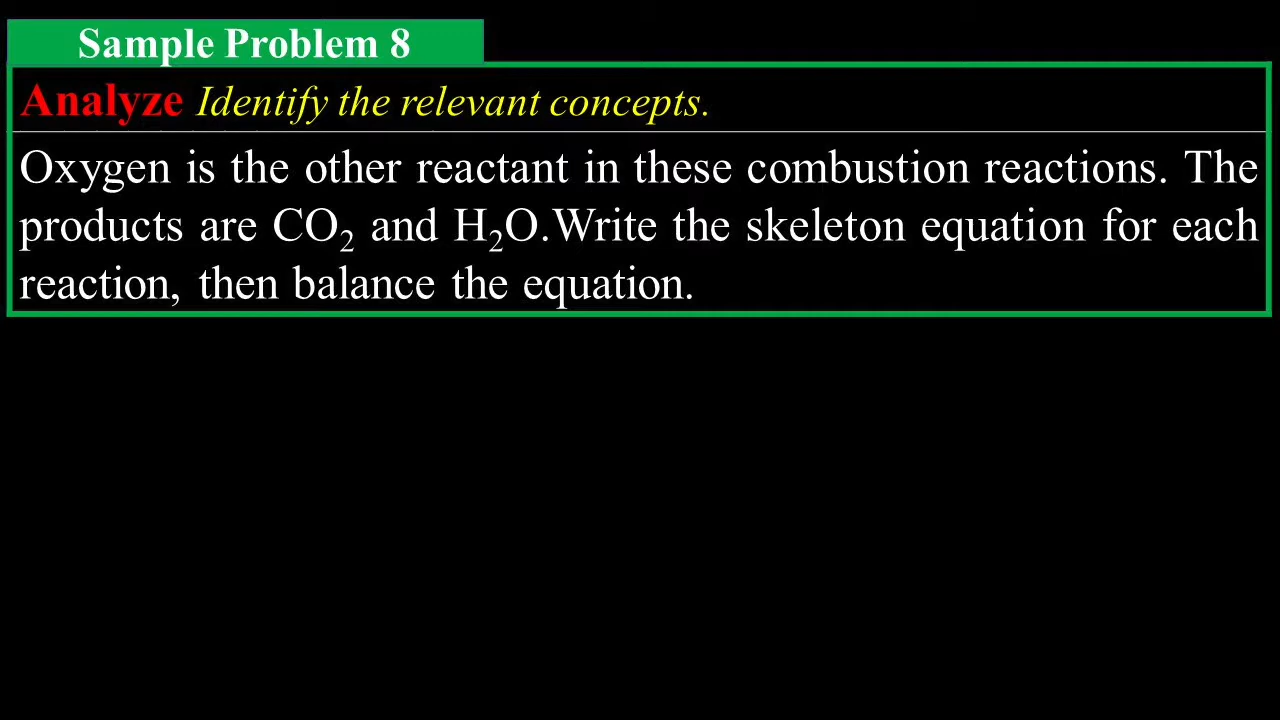 Sample Problem 8
Analyze Identify the relevant concepts.
Oxygen is the other reactant in these combustion reactions. The
products are CO₂ and H₂O.Write the skeleton equation for each
reaction, then balance the equation.